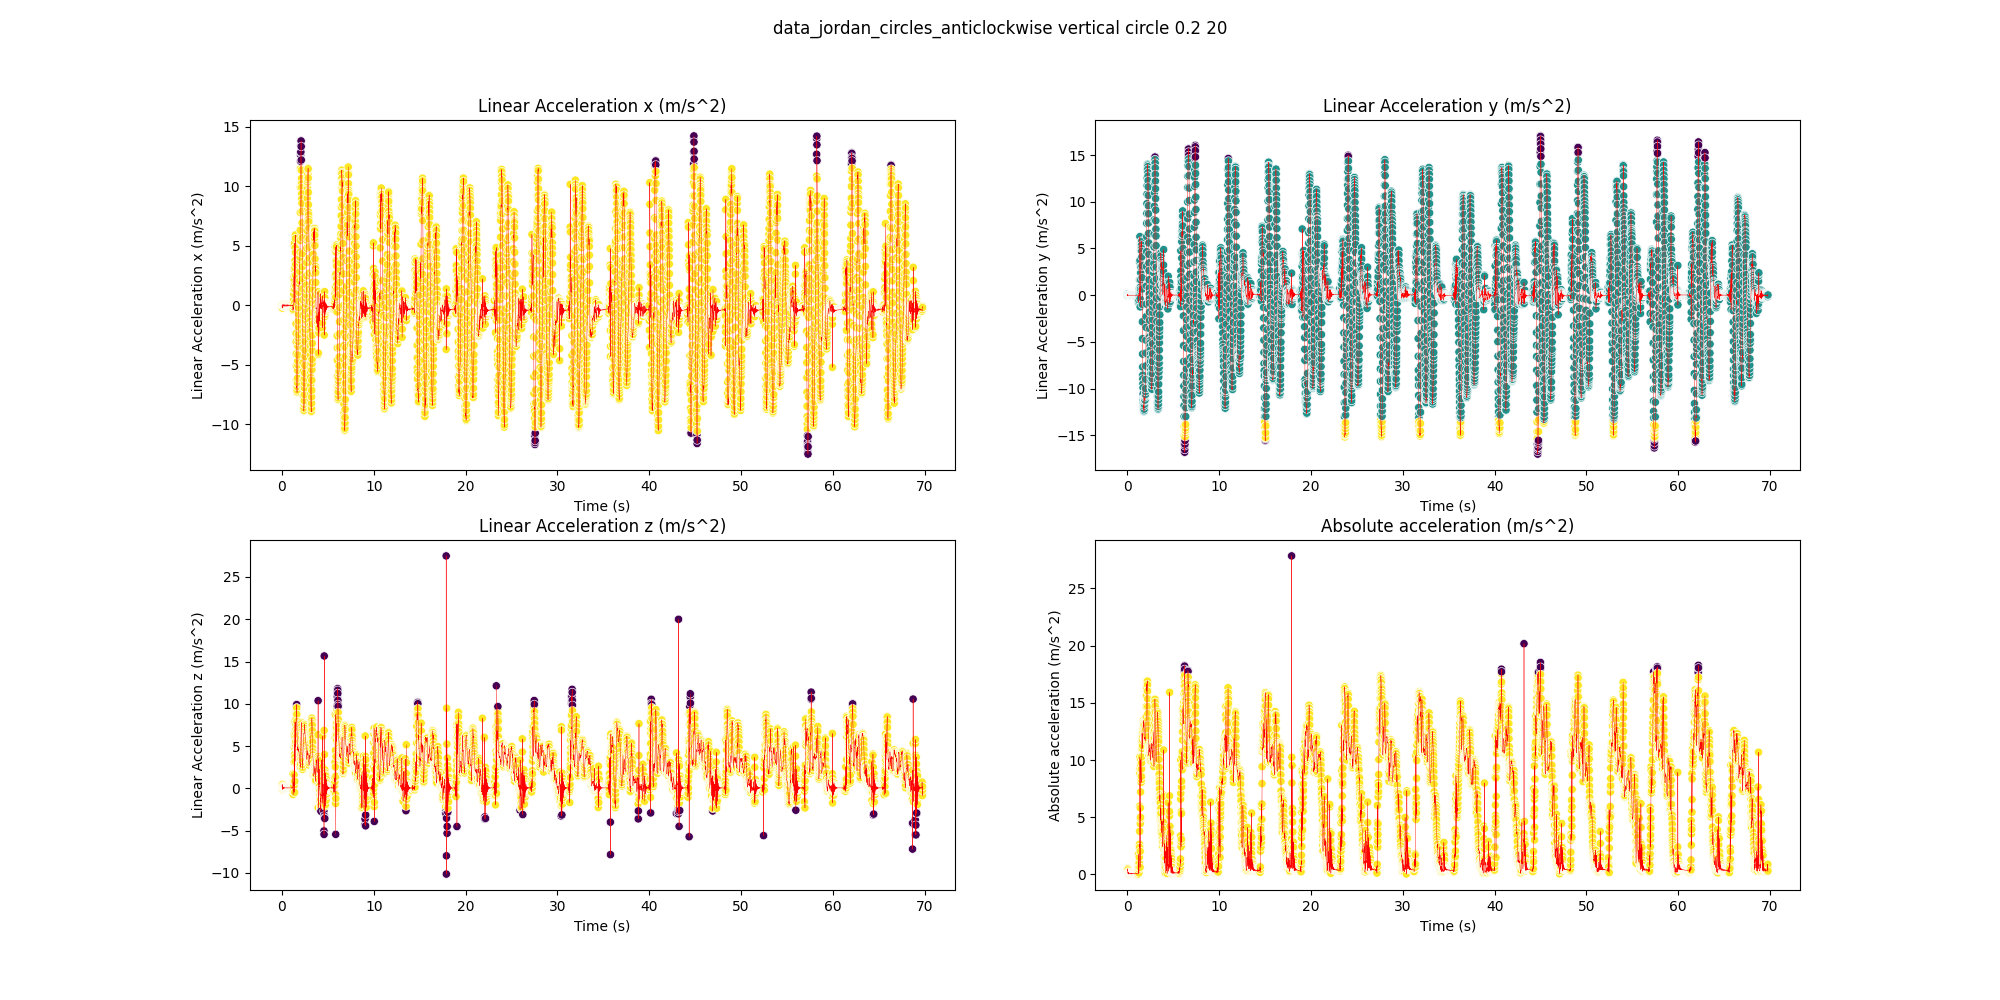 data_jordan_circles_anticlockwise vertical circle 0.2 20
Linear Acceleration x (m/s^2)
Linear Acceleration x (m/s^2)
15
10
5
0
−5
−10
0 10 20 30 40 50 60 70
Time (s)
Linear Acceleration y (m/s^2)
Linear Acceleration y (m/s^2)
15
10
5
0
−5
−10
−15
0 10 20 30 40 50 60 70
Time (s)
Linear Acceleration z (m/s^2)
Linear Acceleration z (m/s^2)
25
20
15
10
5
0
−5
−10
0 10 20 30 40 50 60 70
Time (s)
Absolute acceleration (m/s^2)
Absolute acceleration (m/s^2)
25
20
15
10
5
0
0 10 20 30 40 50 60 70
Time (s)